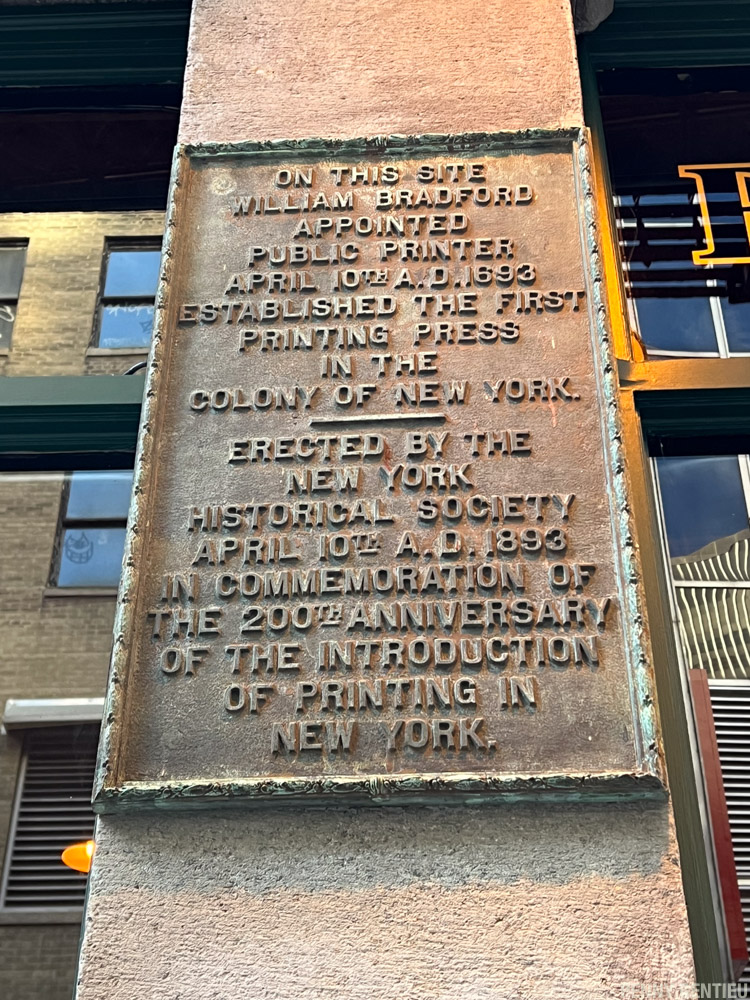 ON THIS SITE
WILLIAM BRADFORD
APPOINTED
PUBLIC PRINTER
APRIL 10TH A.D. 1693
ESTABLISHED THE FIRST
PRINTING PRESS
IN THE
COLONY OF NEW YORK.
ERECTED BY THE
NEW YORK
HISTORICAL SOCIETY
APRIL 10TH A.D. 1893
IN COMMEMORATION OF
THE 200TH ANNIVERSARY
OF THE INTRODUCTION
OF PRINTING IN
NEW YORK.